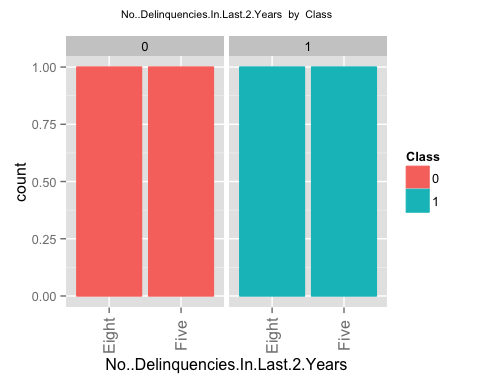 No..Delinquencies.In.Last.2.Years by Class
0
1
1.00
0.75
0.50
0.25
0.00
count
Eight
Five
Eight
Five
No..Delinquencies.In.Last.2.Years
Class
0
1